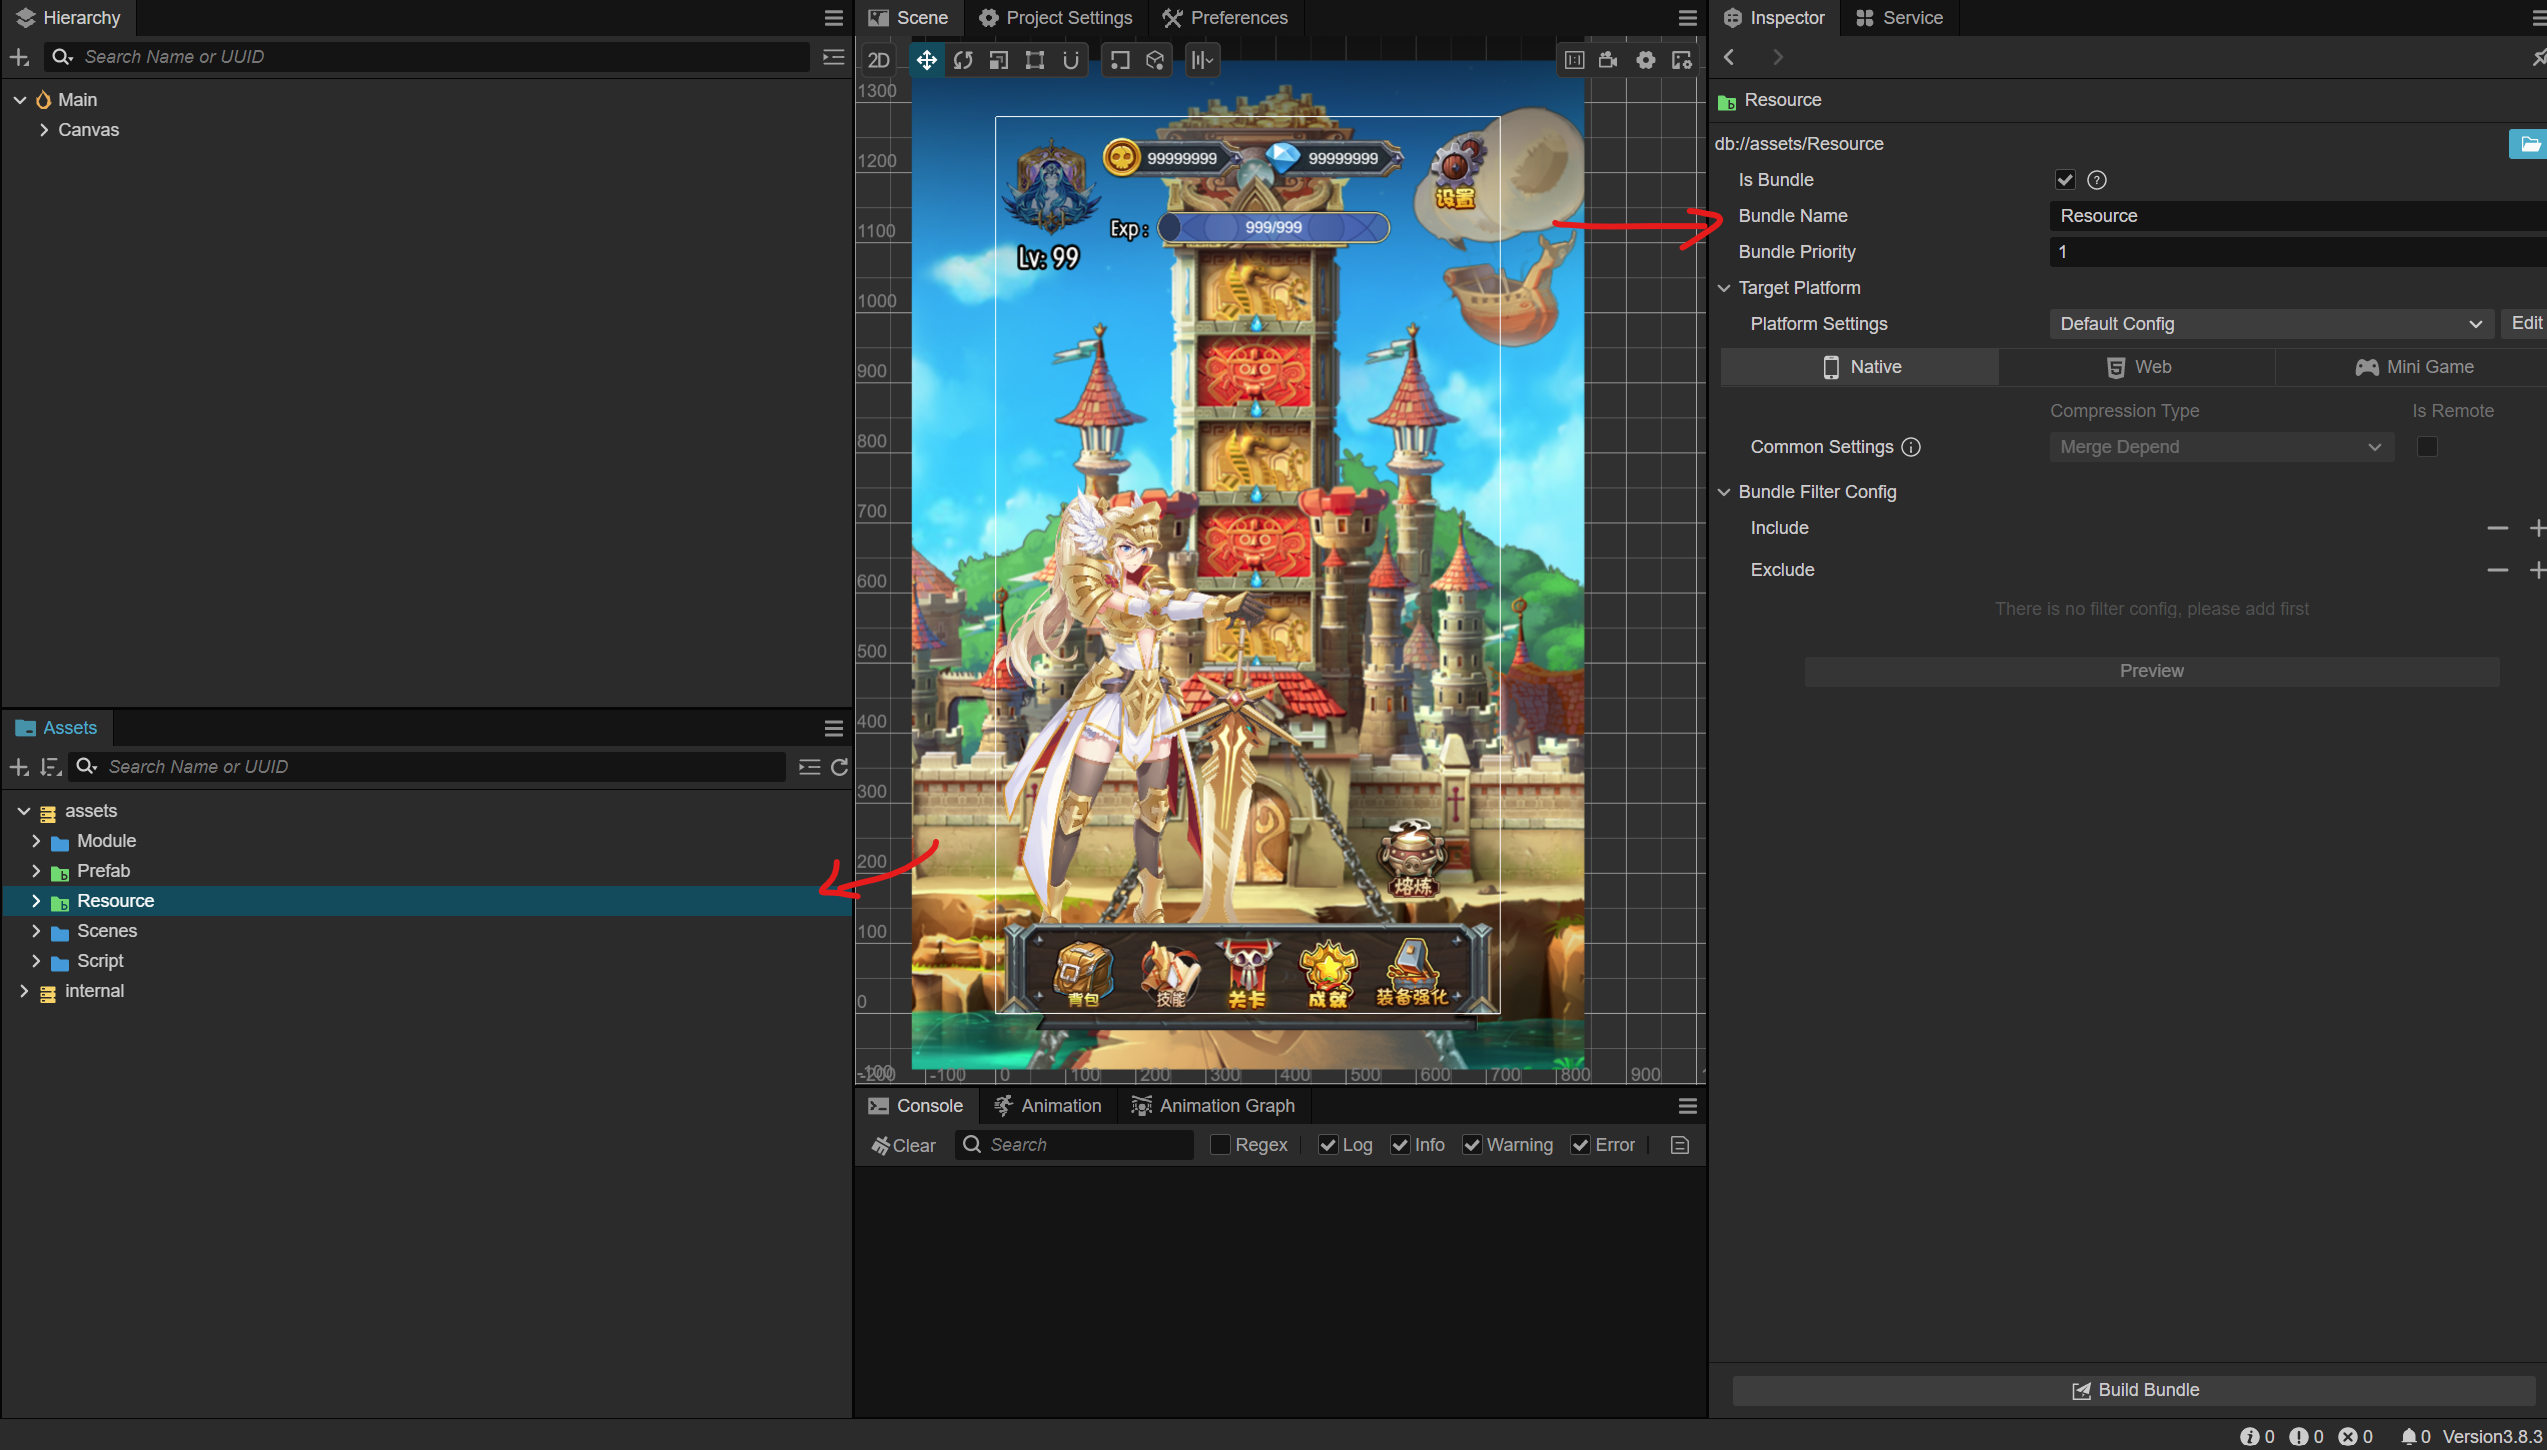 Hierarchy
Search Name or UUID
Main
Canvas
Assets
Search Name or UUID
assets
Module
Prefab
Resource
Scenes
Script
internal
Scene Project Settings Preferences
2D
1300
1200
1100
1000
900
800
700
600
500
400
300
200
100
0
-100
-200 -100 0 100 200 300 400 500 600 700 800 900
99999999 99999999
设置
Exp : 999/999
Lv: 99
熔炼
背包 技能 关卡 成就 装备强化
Console Animation Animation Graph
Clear Search Regex Log Info Warning Error
Inspector Service
Resource
db://assets/Resource
Is Bundle
Bundle Name Resource
Bundle Priority 1
Target Platform
Platform Settings Default Config Edit
Native Web Mini Game
Compression Type Is Remote
Common Settings Merge Depend
Bundle Filter Config
Include
Exclude
There is no filter config, please add first
Preview
Build Bundle
0 0 0 0 Version3.8.3